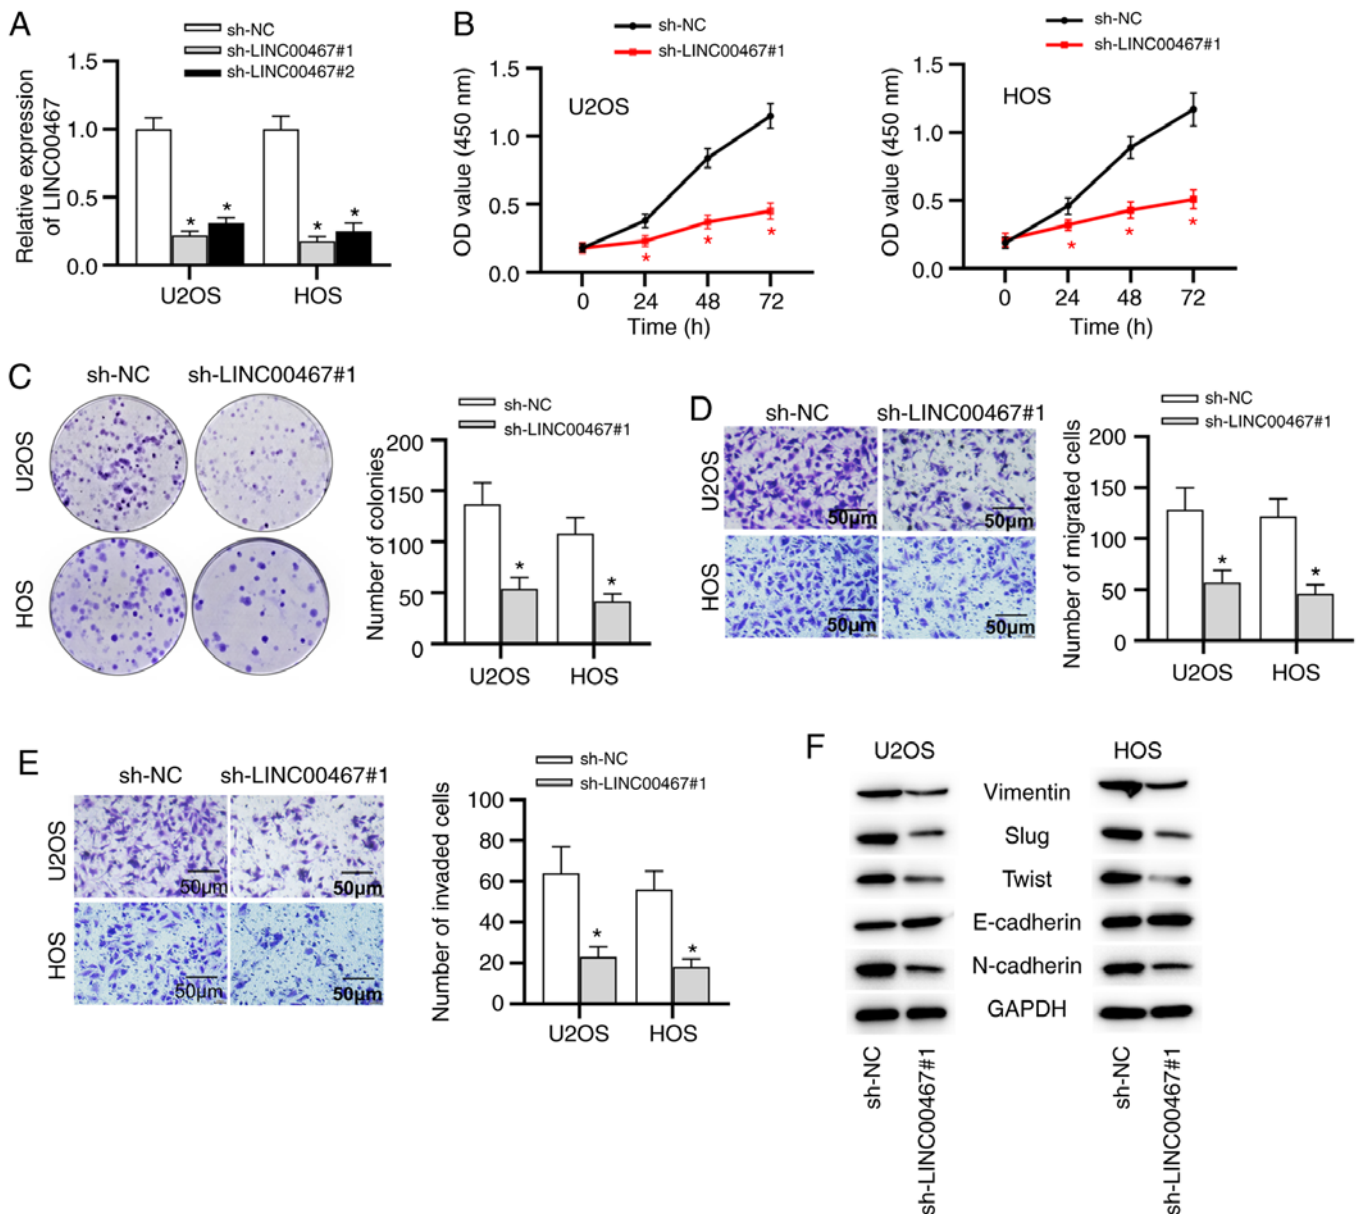 A
sh-NC
sh-LINC00467#1
sh-LINC00467#2
Relative expression
of LINC00467
1.5
1.0
0.5
0.0
* * * *
U2OS HOS
B
sh-NC
sh-LINC00467#1
U2OS
OD value (450 nm)
1.5
1.0
0.5
0.0
* * *
0 24 48 72
Time (h)
sh-NC
sh-LINC00467#1
HOS
OD value (450 nm)
1.5
1.0
0.5
0.0
* * *
0 24 48 72
Time (h)
C
sh-NC sh-LINC00467#1
U2OS
HOS
sh-NC
sh-LINC00467#1
Number of colonies
200
150
100
50
0
* *
U2OS HOS
D
sh-NC sh-LINC00467#1
U2OS
50μm 50μm
HOS
50μm 50μm
sh-NC
sh-LINC00467#1
Number of migrated cells
200
150
100
50
0
* *
U2OS HOS
E
sh-NC sh-LINC00467#1
U2OS
50μm 50μm
HOS
50μm 50μm
sh-NC
sh-LINC00467#1
Number of invaded cells
100
80
60
40
20
0
* *
U2OS HOS
F
U2OS HOS
Vimentin
Slug
Twist
E-cadherin
N-cadherin
GAPDH
sh-NC
sh-LINC00467#1
sh-NC
sh-LINC00467#1